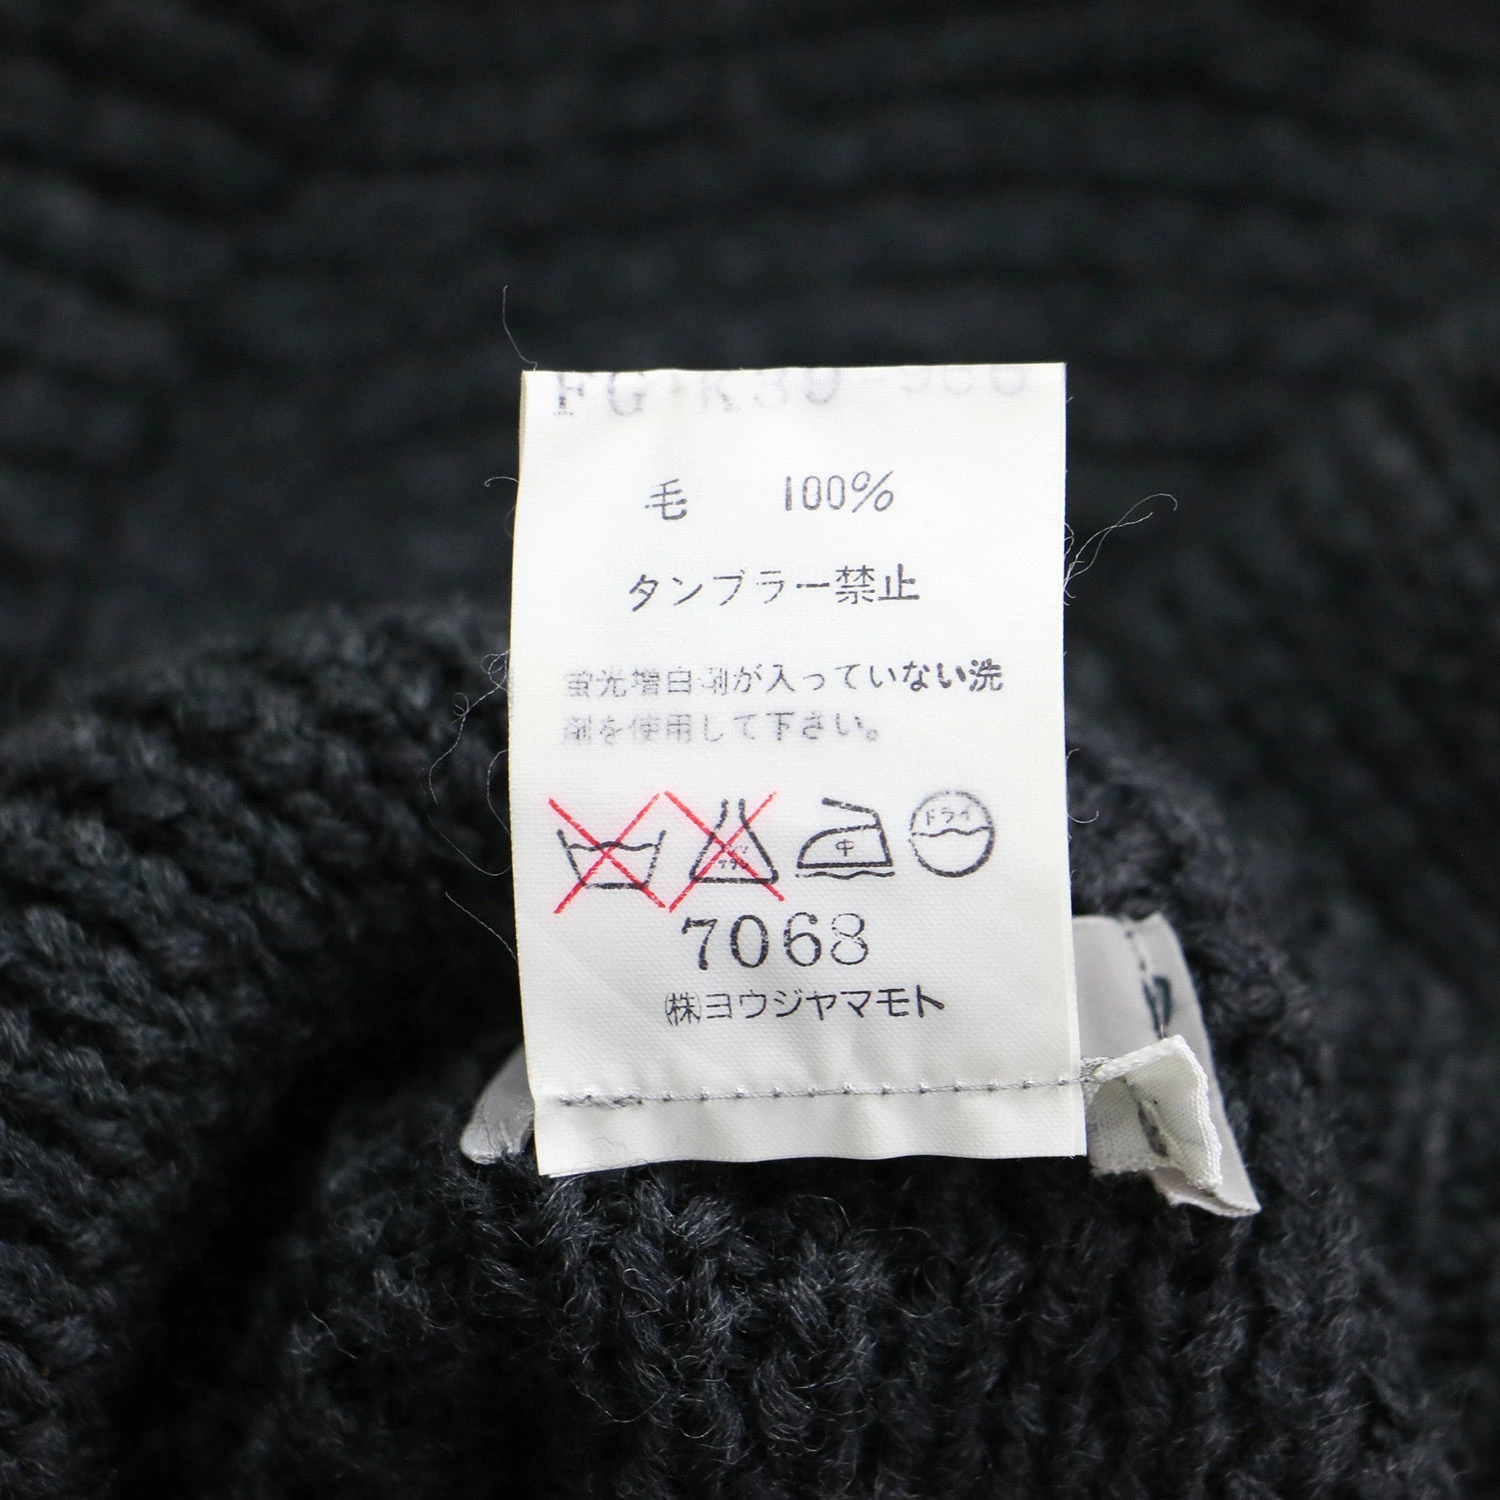 毛 100%
タンブラー禁止
蛍光増白剤が入っていない洗
剤を使用して下さい。
中
ドライ
7068
㈱ヨウジヤマモト